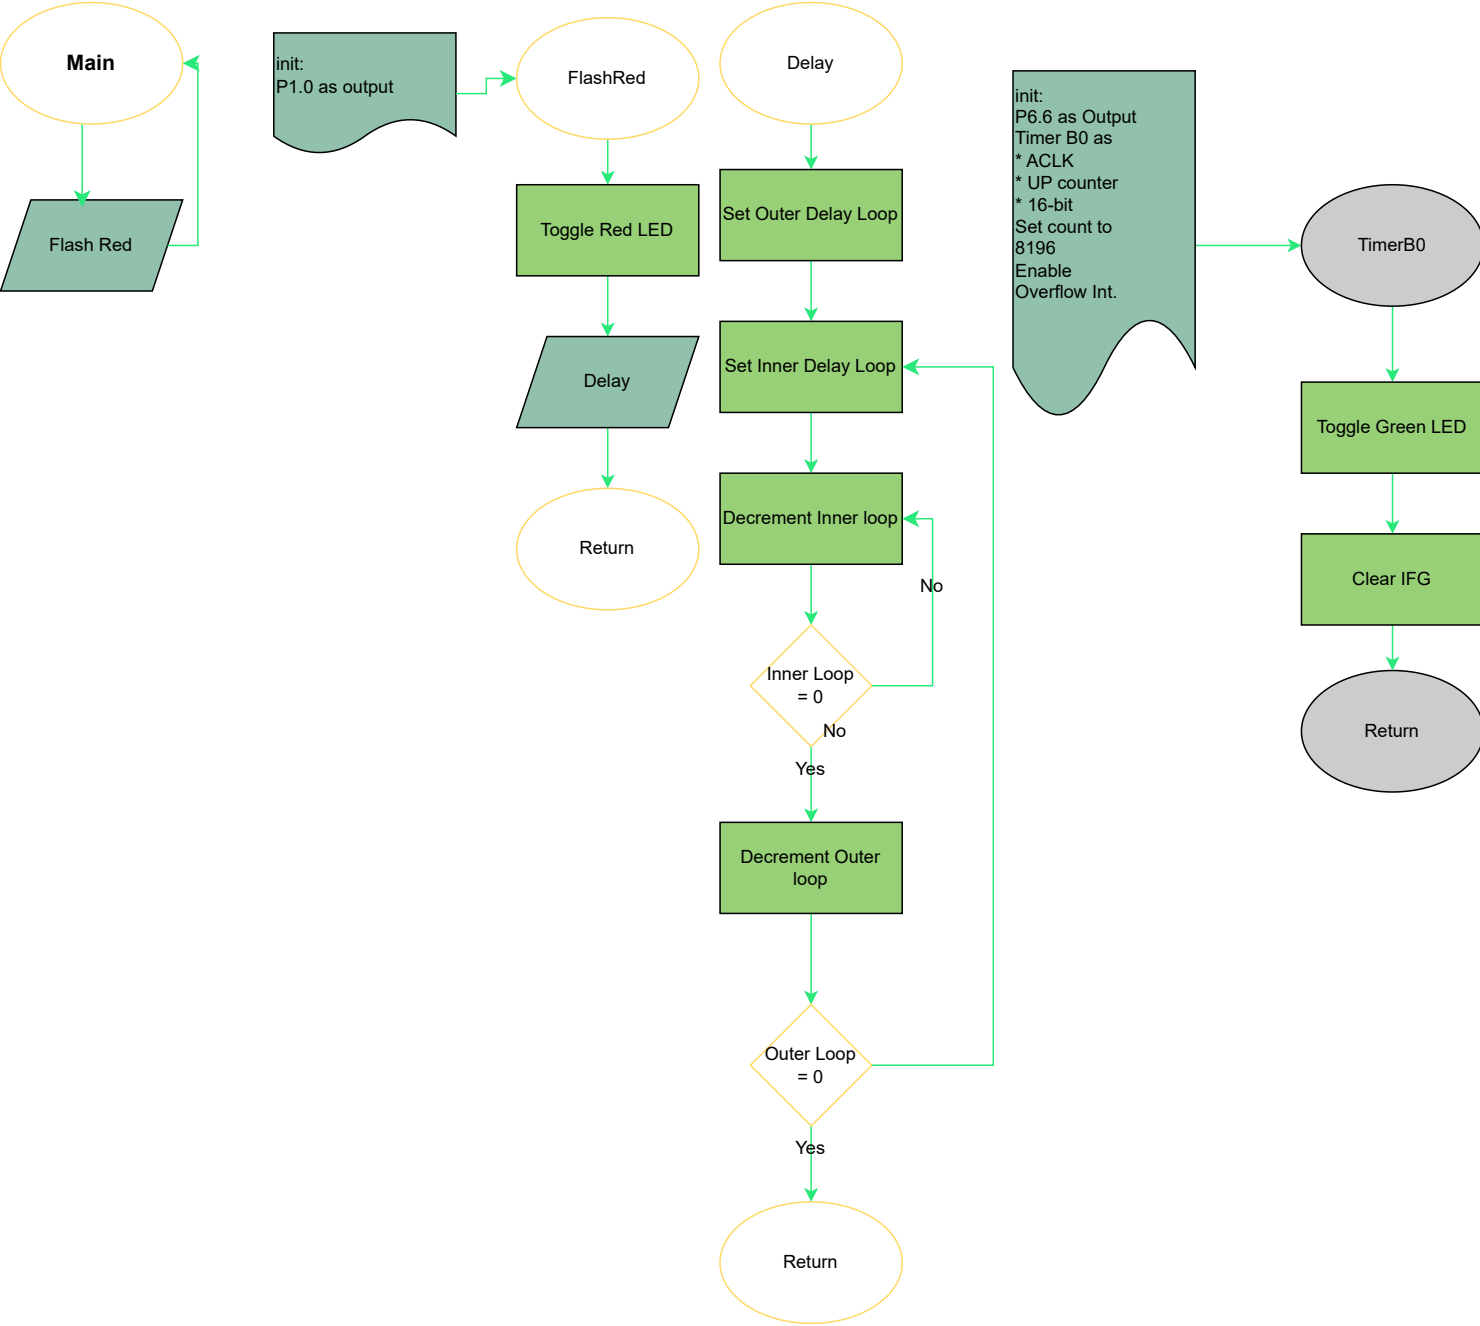 Main
Flash Red
init:
P1.0 as output
FlashRed
Toggle Red LED
Delay
Return
Delay
Set Outer Delay Loop
Set Inner Delay Loop
Decrement Inner loop
No
Inner Loop
= 0
No
Yes
Decrement Outer
loop
Outer Loop
= 0
Yes
Return
init:
P6.6 as Output
Timer B0 as
* ACLK
* UP counter
* 16-bit
Set count to
8196
Enable
Overflow Int.
TimerB0
Toggle Green LED
Clear IFG
Return